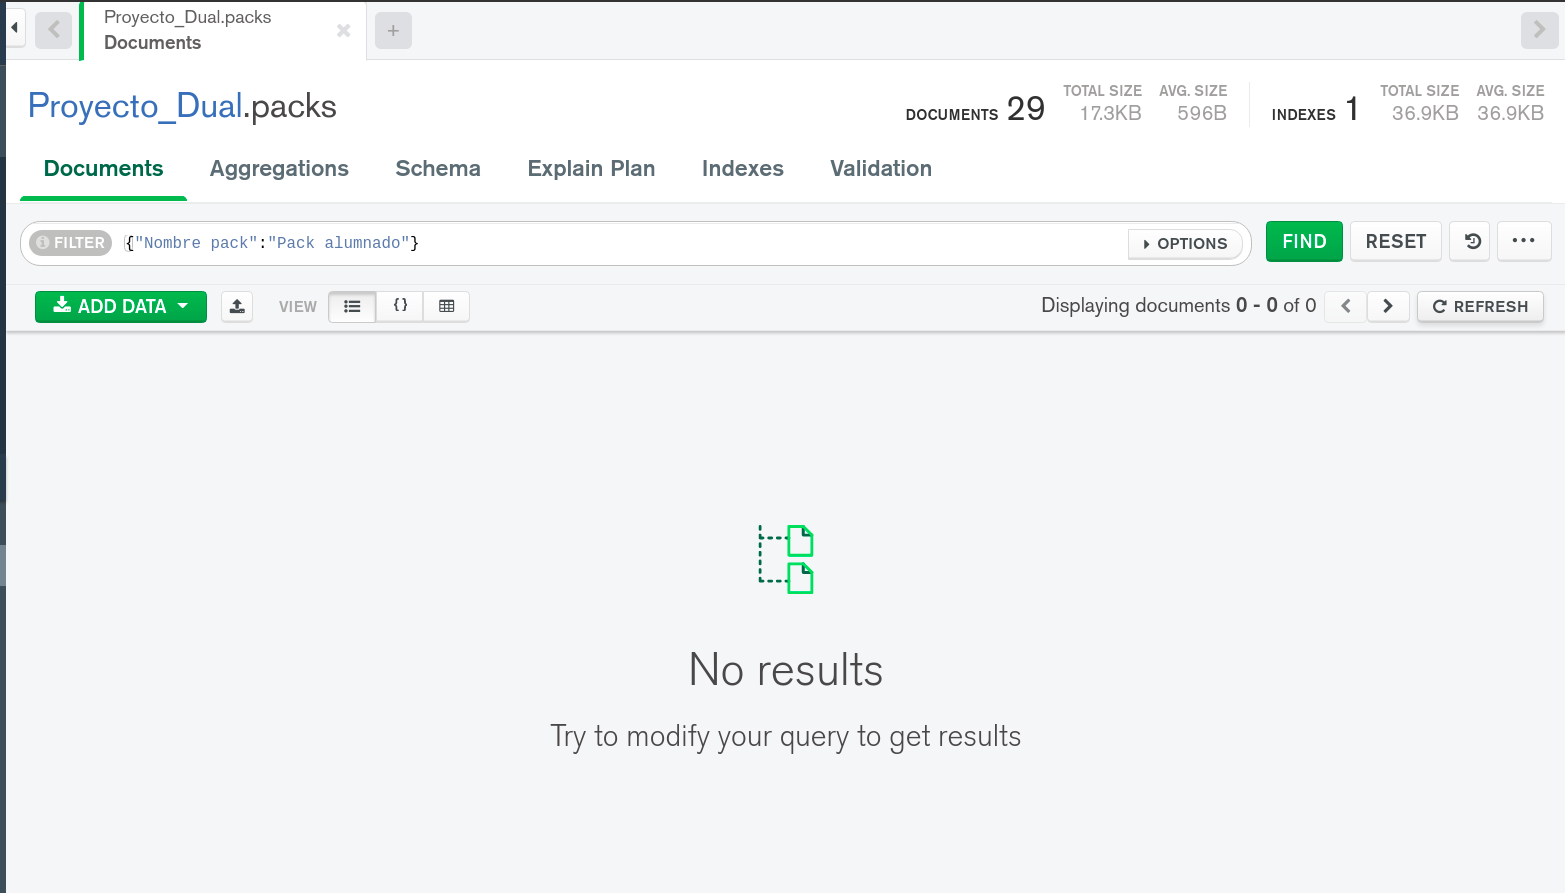 Proyecto_Dual.packs
Documents
Proyecto_Dual.packs
DOCUMENTS 29
TOTAL SIZE 17.3KB
AVG. SIZE 596B
INDEXES 1
TOTAL SIZE 36.9KB
AVG. SIZE 36.9KB
Documents Aggregations Schema Explain Plan Indexes Validation
FILTER {"Nombre pack":"Pack alumnado"} OPTIONS FIND RESET
ADD DATA VIEW {} Displaying documents 0 - 0 of 0 REFRESH
No results
Try to modify your query to get results